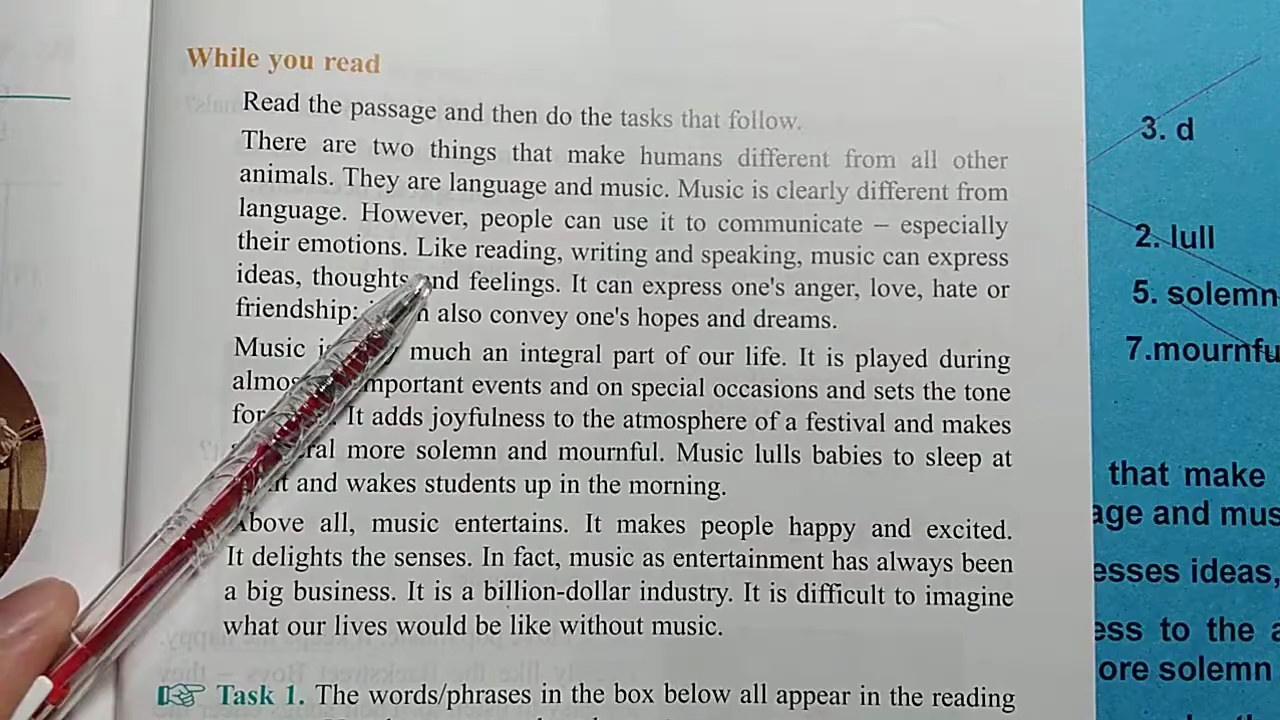 While you read
Read the passage and then do the tasks that follow.
There are two things that make humans different from all other
animals. They are language and music. Music is clearly different from
language. However, people can use it to communicate – especially
their emotions. Like reading, writing and speaking, music can express
ideas, thoughts and feelings. It can express one's anger, love, hate or
friendship; also convey one's hopes and dreams.
Music much an integral part of our life. It is played during
important events and on special occasions and sets the tone
for It adds joyfulness to the atmosphere of a festival and makes
more solemn and mournful. Music lulls babies to sleep at
and wakes students up in the morning.
Above all, music entertains. It makes people happy and excited.
It delights the senses. In fact, music as entertainment has always been
a big business. It is a billion-dollar industry. It is difficult to imagine
what our lives would be like without music.
Task 1. The words/phrases in the box below all appear in the reading
3. d
2. lull
5. solemn
7.mournfu
that make
age and mus
esses ideas,
ess to the a
ore solemn